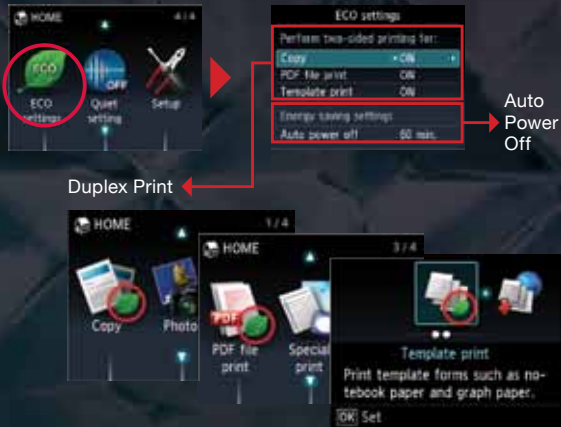 HOME 4/4
ECO
OFF
ECO settings
Quiet setting
Setup
ECO settings
Perform two-sided printing for:
Copy ON
PDF file print ON
Template print ON
Energy saving settings
Auto power off 60 min.
Auto
Power
Off
Duplex Print
HOME 1/4
Copy
Photo
HOME 3/4
PDF
PDF file
print
Special
print
Template print
Print template forms such as no-
tebook paper and graph paper.
OK Set